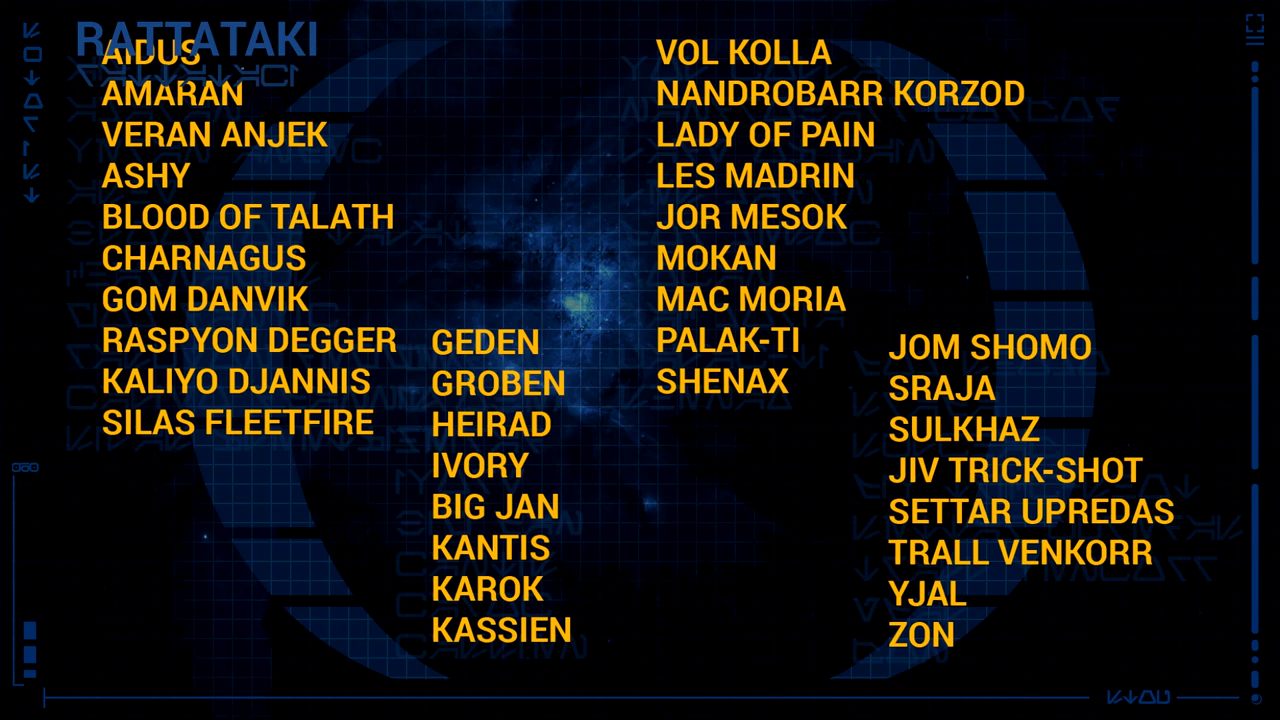 RATTATAKI
AIDUS
AMARAN
VERAN ANJEK
ASHY
BLOOD OF TALATH
CHARNAGUS
GOM DANVIK
RASPYON DEGGER
KALIYO DJANNIS
SILAS FLEETFIRE
GEDEN
GROBEN
HEIRAD
IVORY
BIG JAN
KANTIS
KAROK
KASSIEN
VOL KOLLA
NANDROBARR KORZOD
LADY OF PAIN
LES MADRIN
JOR MESOK
MOKAN
MAC MORIA
PALAK-TI
SHENAX
JOM SHOMO
SRAJA
SULKHAZ
JIV TRICK-SHOT
SETTAR UPREDAS
TRALL VENKORR
YJAL
ZON